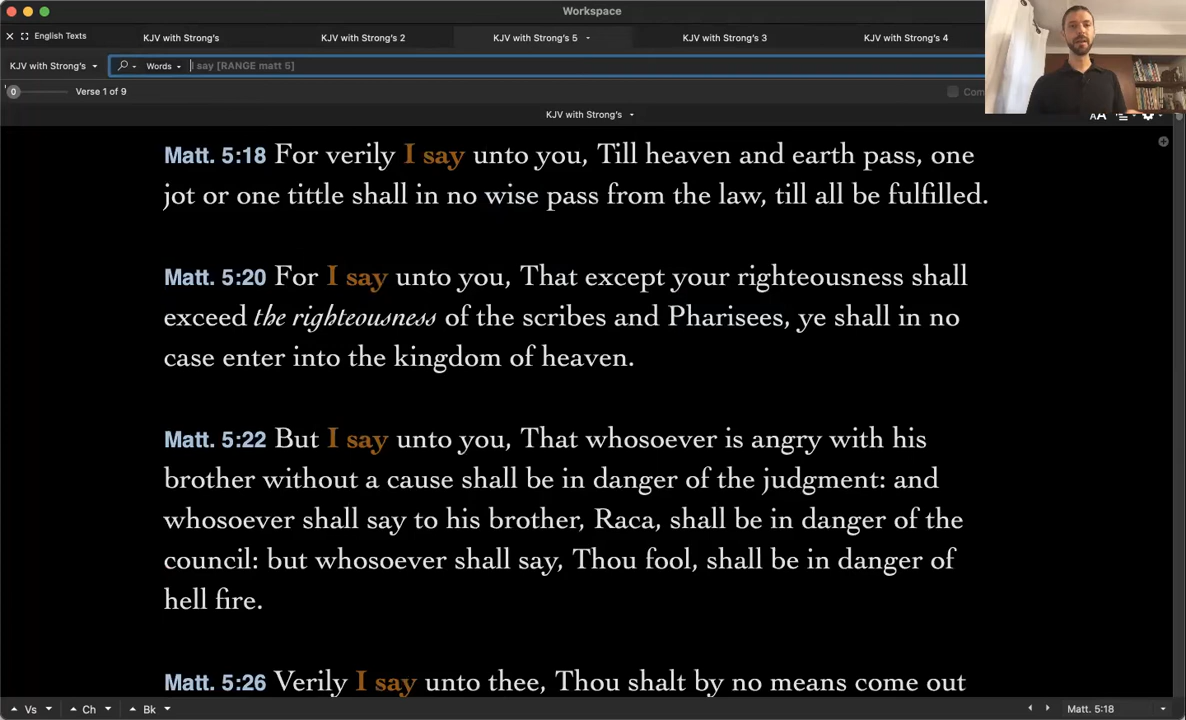 Workspace
English Texts
KJV with Strong's KJV with Strong's 2 KJV with Strong's 5 KJV with Strong's 3 KJV with Strong's 4
KJV with Strong's Words I say [RANGE matt 5]
0 Verse 1 of 9
KJV with Strong's AA
Matt. 5:18 For verily I say unto you, Till heaven and earth pass, one
jot or one tittle shall in no wise pass from the law, till all be fulfilled.
Matt. 5:20 For I say unto you, That except your righteousness shall
exceed the righteousness of the scribes and Pharisees, ye shall in no
case enter into the kingdom of heaven.
Matt. 5:22 But I say unto you, That whosoever is angry with his
brother without a cause shall be in danger of the judgment: and
whosoever shall say to his brother, Raca, shall be in danger of the
council: but whosoever shall say, Thou fool, shall be in danger of
hell fire.
Matt. 5:26 Verily I say unto thee, Thou shalt by no means come out
Vs Ch Bk Matt. 5:18